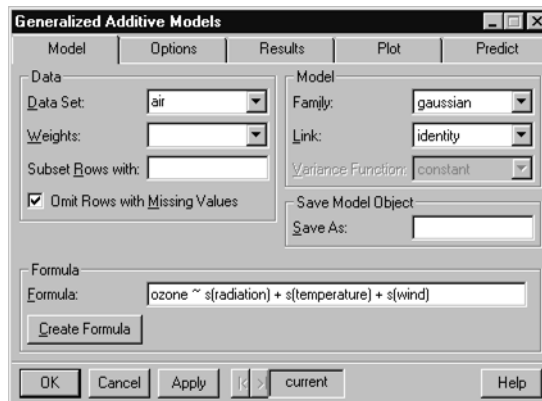 Generalized Additive Models
Model Options Results Plot Predict
Data
Data Set: air
Weights:
Subset Rows with:
Omit Rows with Missing Values
Model
Family: gaussian
Link: identity
Variance Function: constant
Save Model Object
Save As:
Formula
Formula: ozone ~ s(radiation) + s(temperature) + s(wind)
Create Formula
OK Cancel Apply current Help